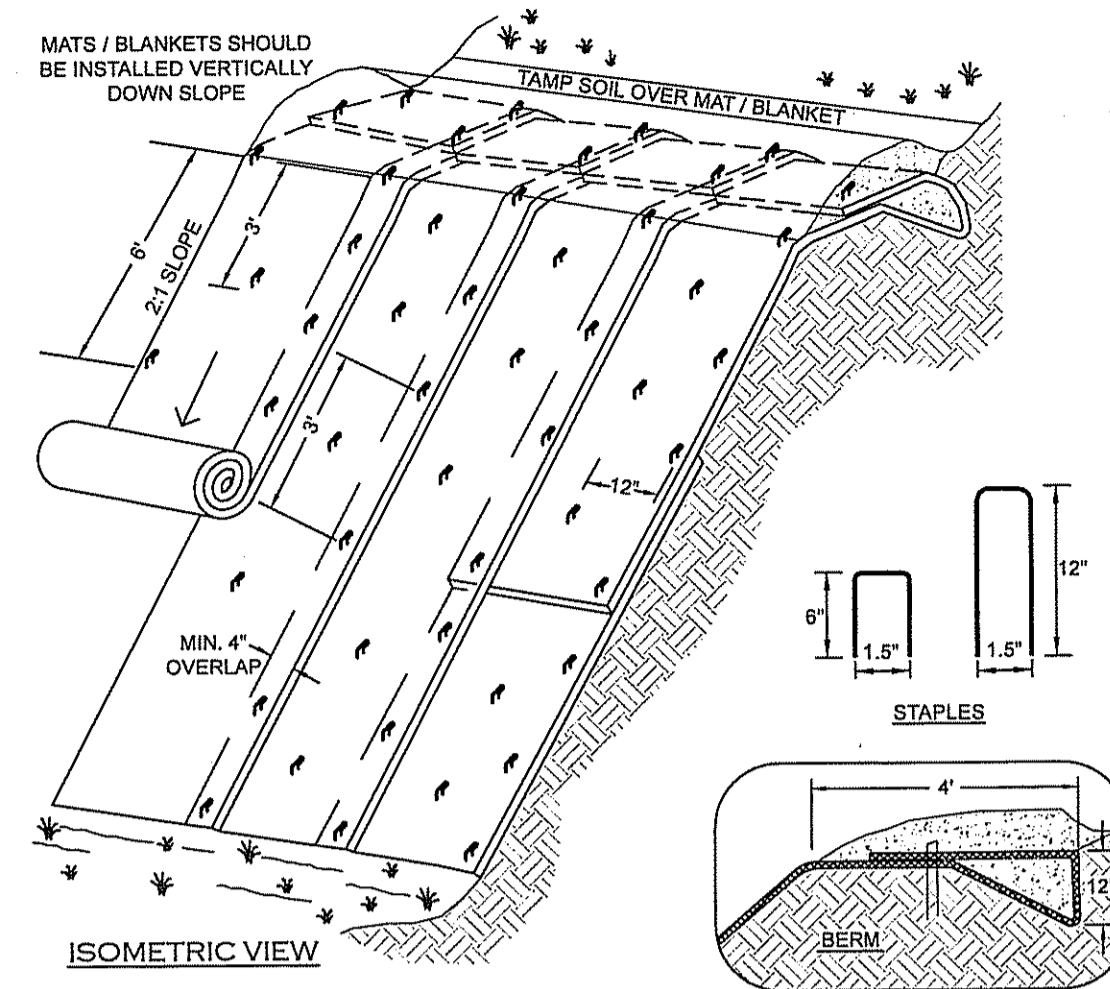 MATS / BLANKETS SHOULD
BE INSTALLED VERTICALLY
DOWN SLOPE
TAMP SOIL OVER MAT / BLANKET
6'
3'
2:1 SLOPE
3'
12"
MIN. 4"
OVERLAP
6"
1.5"
12"
1.5"
STAPLES
4'
12"
BERM
ISOMETRIC VIEW